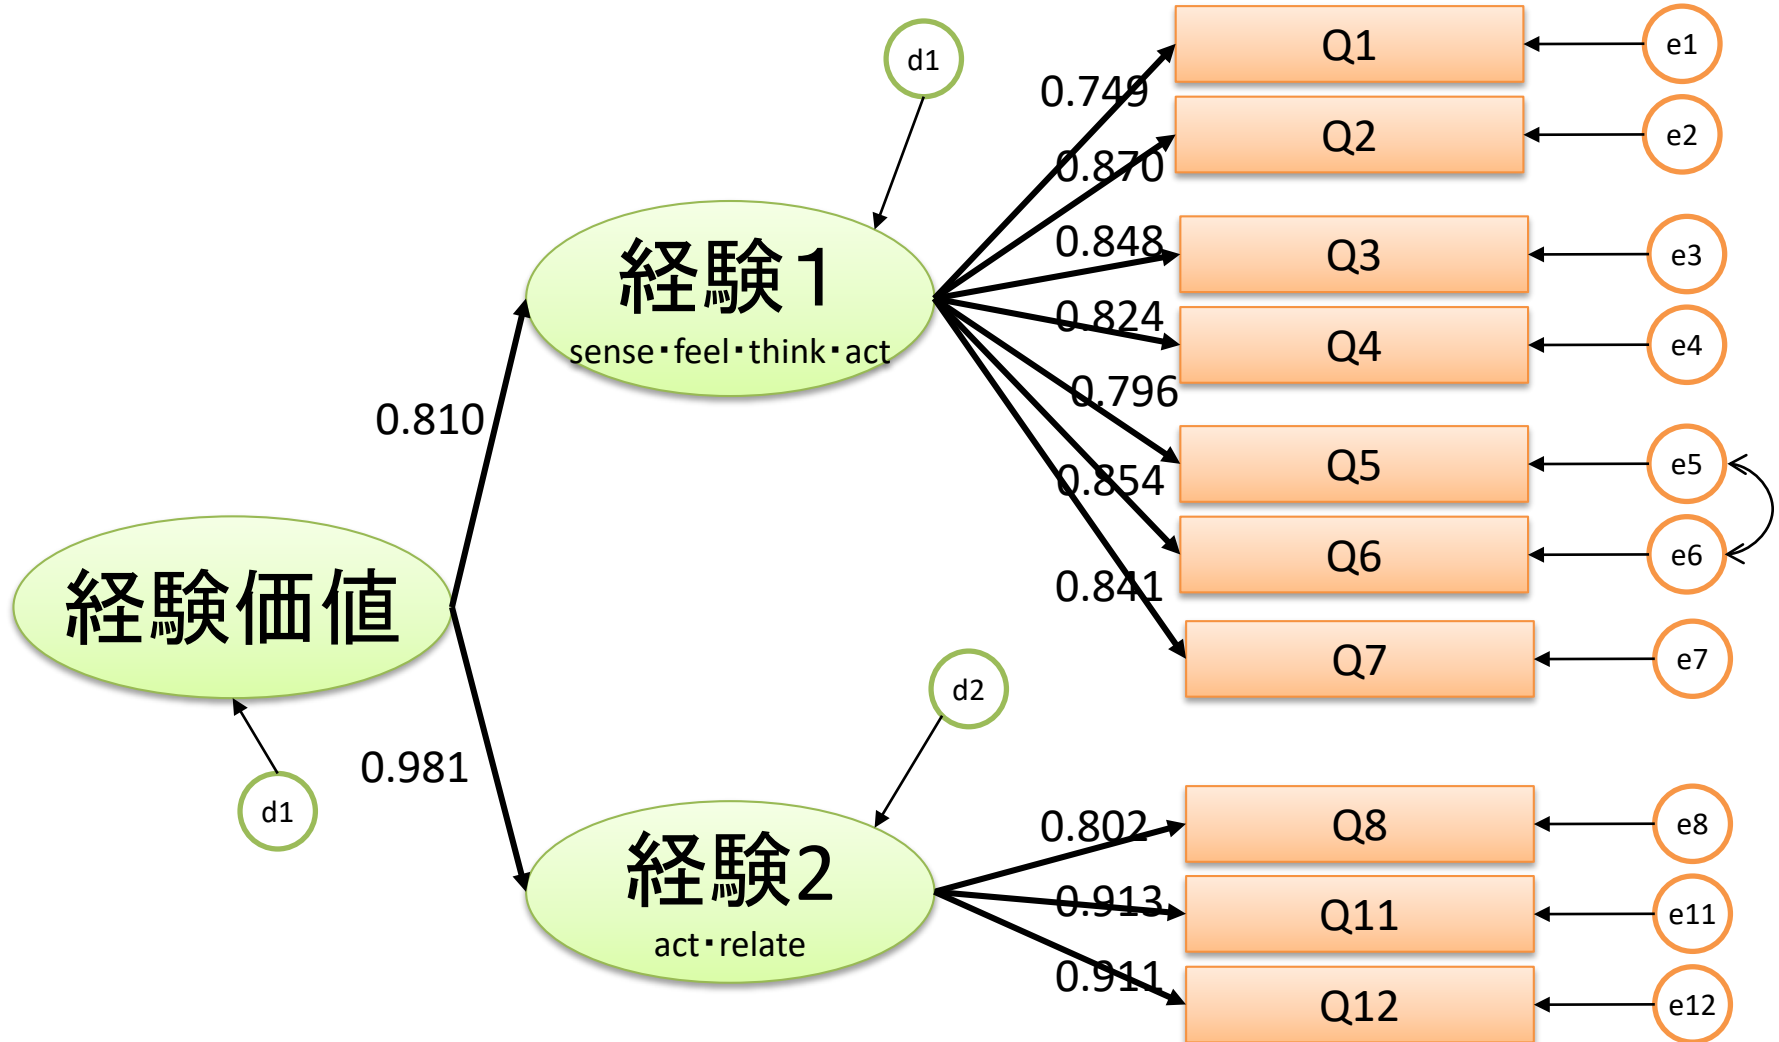 d1
Q1
e1
0.749
Q2
e2
0.870
経験1
sense・feel・think・act
0.848
Q3
e3
0.824
Q4
e4
0.796
0.810
Q5
e5
0.854
Q6
e6
0.841
経験価値
Q7
e7
d2
0.981
d1
0.802
Q8
e8
経験2
act・relate
0.913
Q11
e11
0.911
Q12
e12